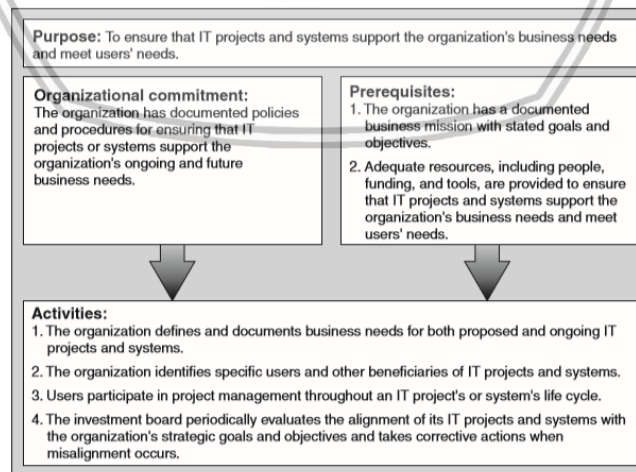 Purpose: To ensure that IT projects and systems support the organization's business needs
and meet users' needs.
Organizational commitment:
The organization has documented policies
and procedures for ensuring that IT
projects or systems support the
organization's ongoing and future
business needs.
Prerequisites:
1. The organization has a documented
business mission with stated goals and
objectives.
2. Adequate resources, including people,
funding, and tools, are provided to ensure
that IT projects and systems support the
organization's business needs and meet
users' needs.
Activities:
1. The organization defines and documents business needs for both proposed and ongoing IT
projects and systems.
2. The organization identifies specific users and other beneficiaries of IT projects and systems.
3. Users participate in project management throughout an IT project's or system's life cycle.
4. The investment board periodically evaluates the alignment of its IT projects and systems with
the organization's strategic goals and objectives and takes corrective actions when
misalignment occurs.